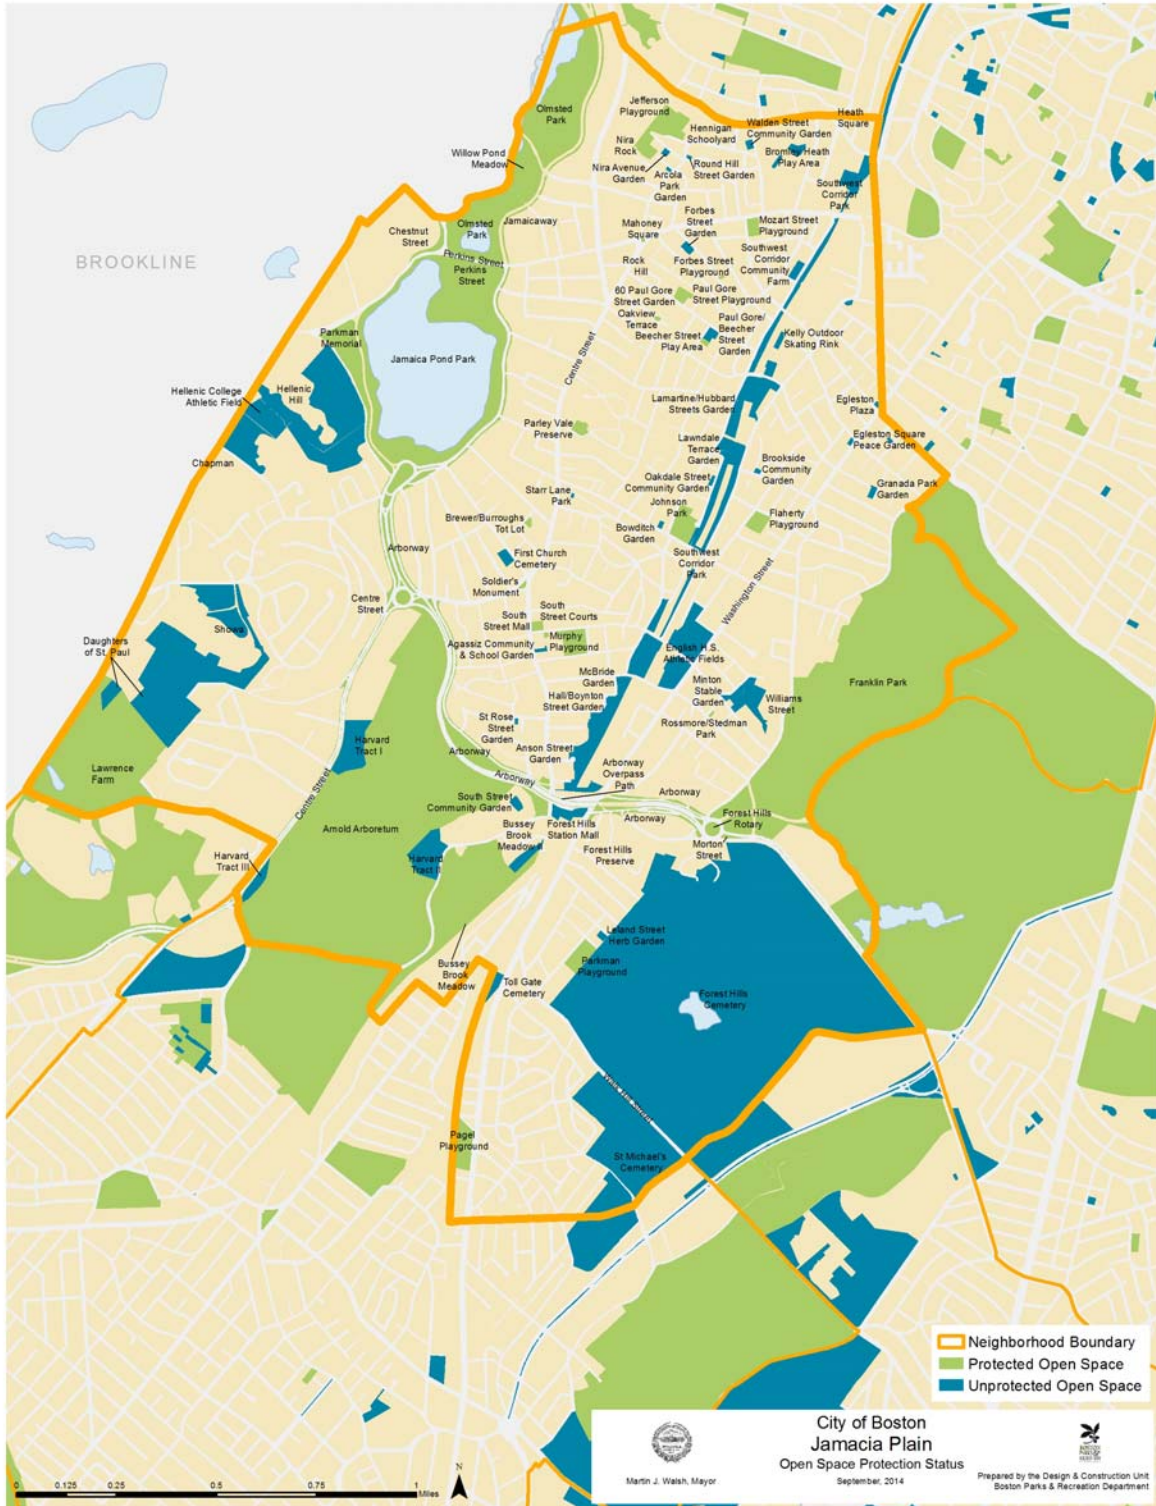 Olmsted
Park
Jefferson
Playground
Heath
Square
Hennigan
Schoolyard
Walden Street
Community Garden
Nira
Rock
Bromley Heath
Play Area
Willow Pond
Meadow
Nira Avenue
Garden
Round Hill
Street Garden
Arcola
Park
Garden
Southwest
Corridor
Park
Jamaicaway
Chestnut
Street
Olmsted
Park
Mahoney
Square
Forbes
Street
Garden
Mozart Street
Playground
BROOKLINE
Perkins Street
Perkins
Street
Rock
Hill
Forbes Street
Playground
Southwest
Corridor
Community
Farm
60 Paul Gore
Street Garden
Paul Gore
Street Playground
Oakview
Terrace
Beecher Street
Play Area
Paul Gore/
Beecher
Street
Garden
Kelly Outdoor
Skating Rink
Parkman
Memorial
Centre Street
Jamaica Pond Park
Hellenic College
Athletic Field
Hellenic
Hill
Lamartine/Hubbard
Streets Garden
Egleston
Plaza
Parley Vale
Preserve
Egleston Square
Peace Garden
Lawndale
Terrace
Garden
Chapman
Brookside
Community
Garden
Oakdale Street
Community Garden
Granada Park
Garden
Starr Lane
Park
Johnson
Park
Brewer/Burroughs
Tot Lot
Bowditch
Garden
Flaherty
Playground
Arborway
First Church
Cemetery
Southwest
Corridor
Park
Soldier's
Monument
Washington Street
Centre
Street
South
Street Courts
South
Street Mall
Showa
Daughters
of St. Paul
Agassiz Community
& School Garden
Murphy
Playground
English H.S.
Athletic Fields
McBride
Garden
Franklin Park
Minton
Stable
Garden
Hall/Boynton
Street Garden
Williams
Street
St Rose
Street
Garden
Rossmore/Stedman
Park
Harvard
Tract I
Arborway
Anson Street
Garden
Arborway
Overpass
Path
Lawrence
Farm
Arborway
Arborway
Centre Street
South Street
Community Garden
Arborway
Forest Hills
Rotary
Arnold Arboretum
Bussey
Brook
Meadow II
Forest Hills
Station Mall
Forest Hills
Preserve
Morton
Street
Harvard
Tract III
Harvard
Tract II
Leland Street
Herb Garden
Bussey
Brook
Meadow
Parkman
Playground
Toll Gate
Cemetery
Forest Hills
Cemetery
Walk Hill Street
Pagel
Playground
St Michael's
Cemetery
Neighborhood Boundary
Protected Open Space
Unprotected Open Space
City of Boston
Jamacia Plain
Open Space Protection Status
September, 2014
Martin J. Walsh, Mayor
Prepared by the Design & Construction Unit
Boston Parks & Recreation Department
0 0.125 0.25 0.5 0.75 1
Miles
N